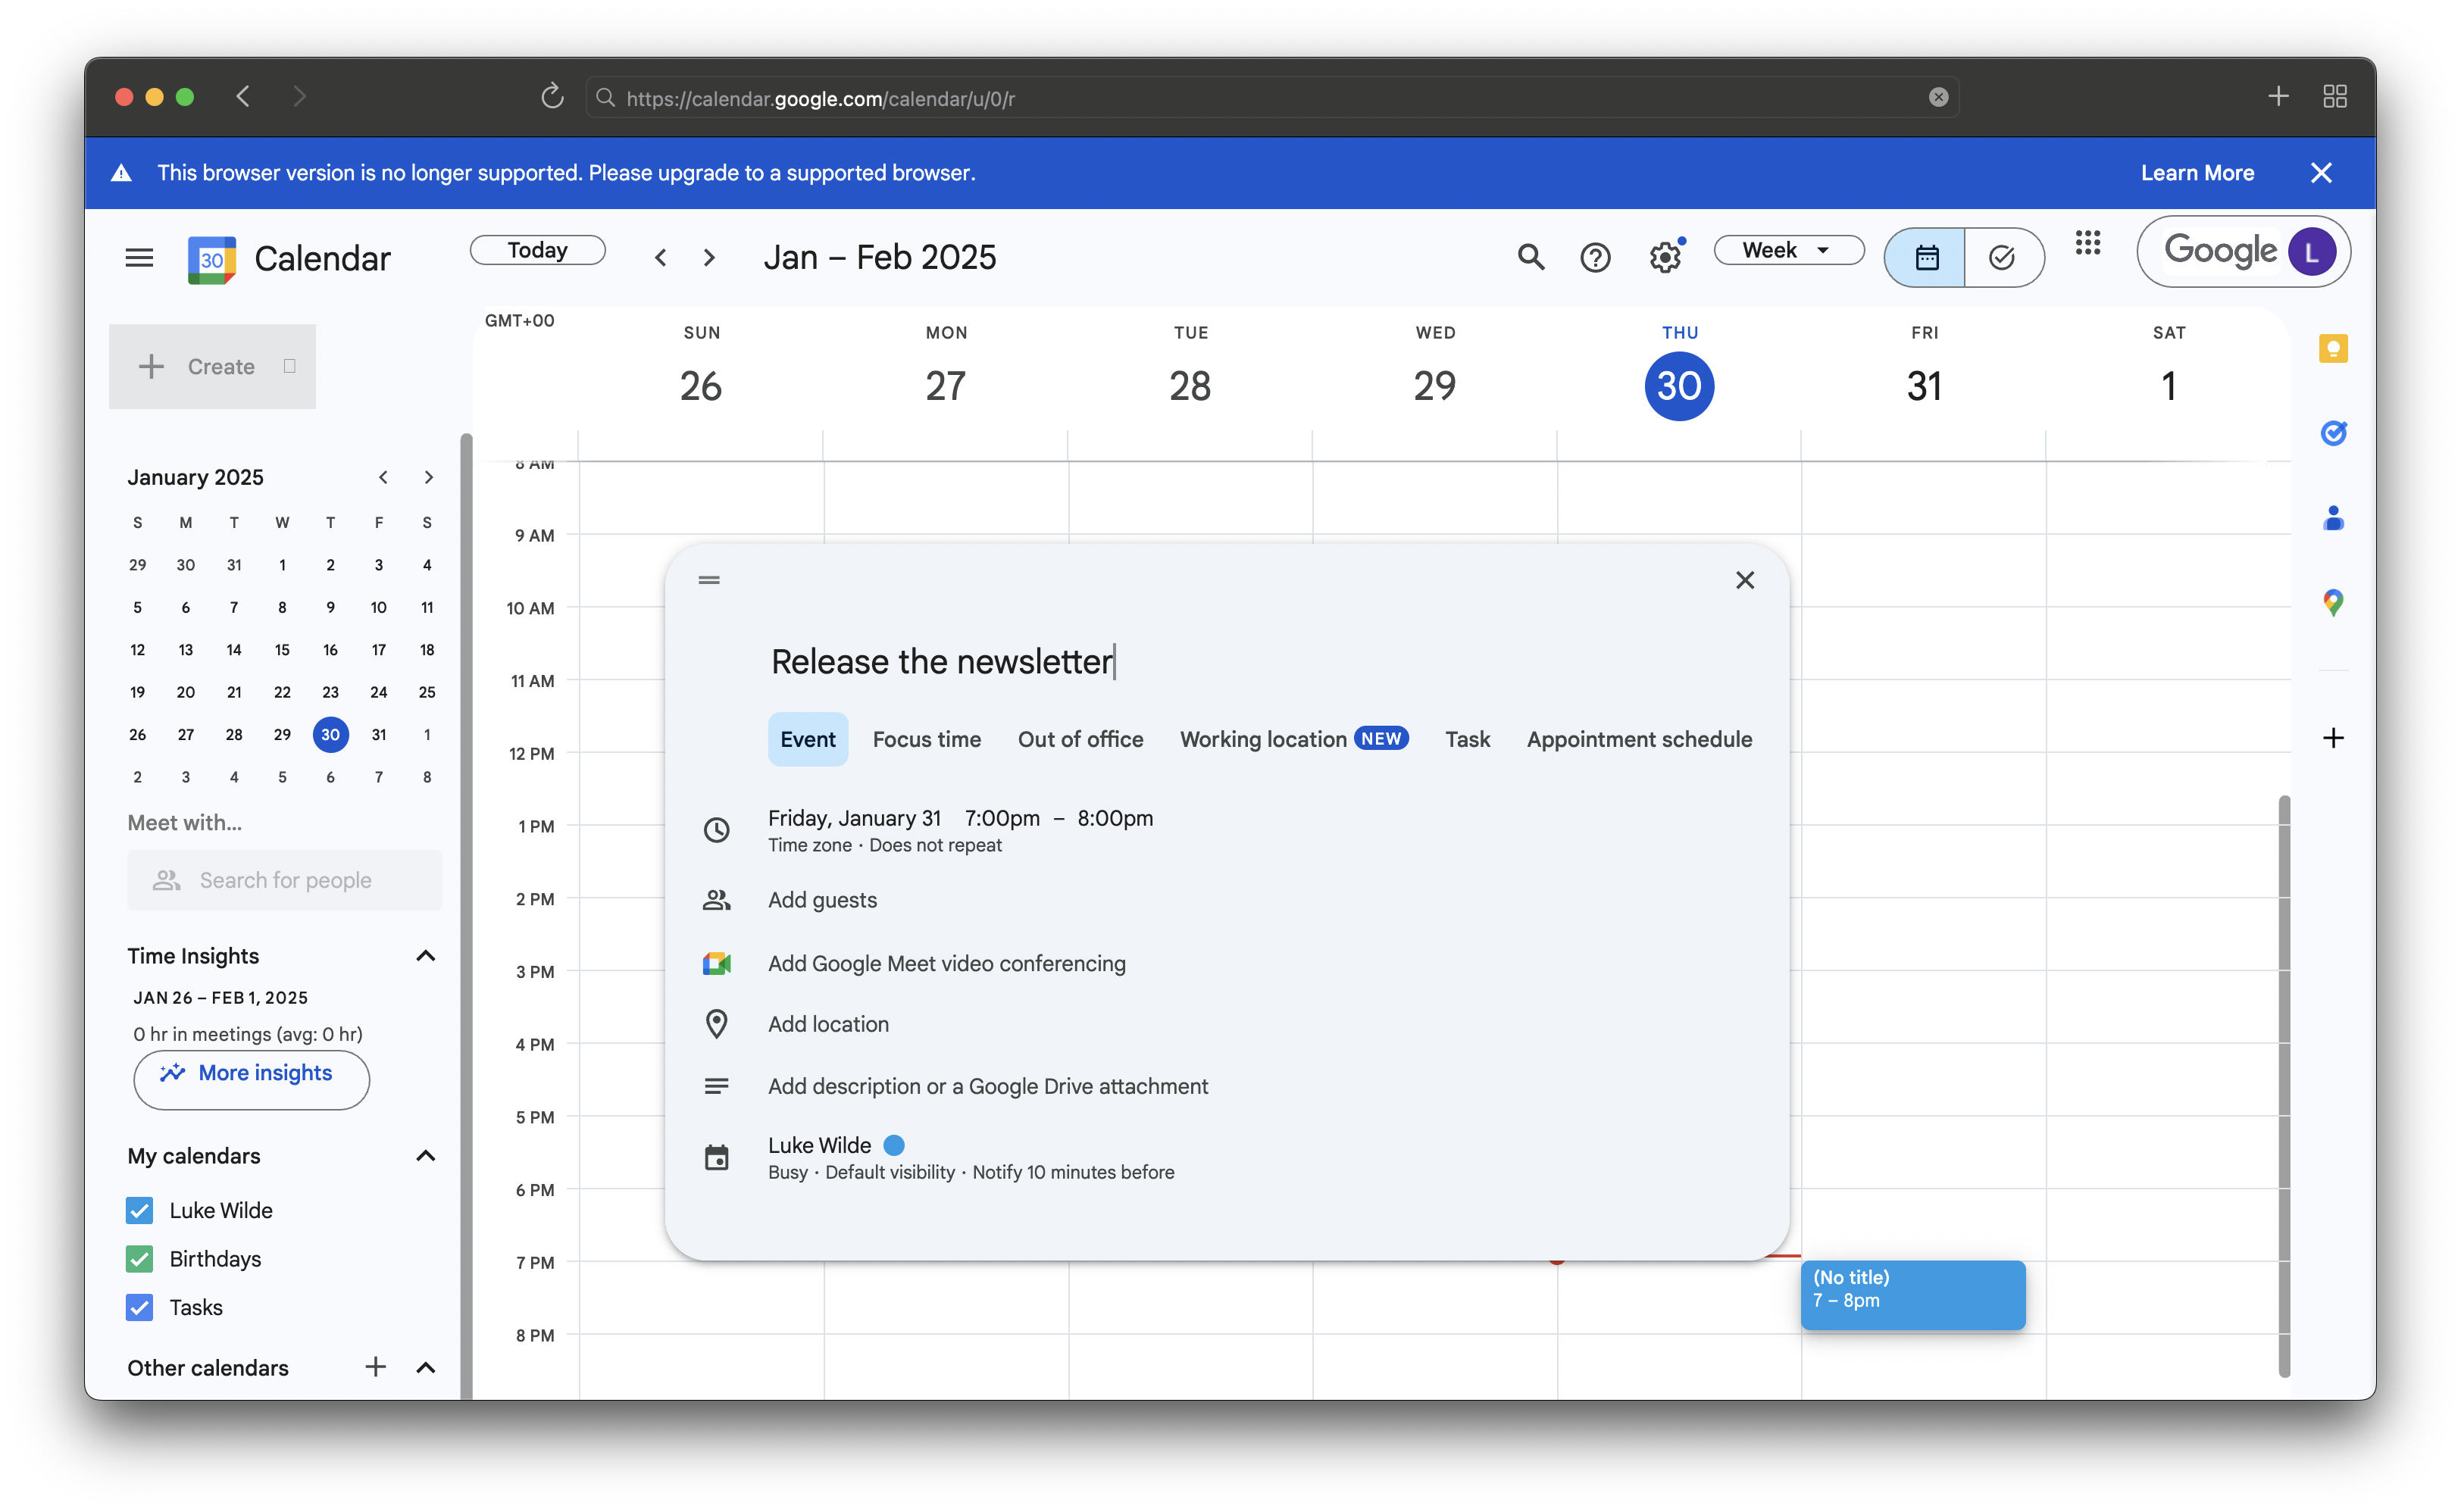 https://calendar.google.com/calendar/u/0/r
This browser version is no longer supported. Please upgrade to a supported browser.
Learn More
30
Calendar
Today
Jan – Feb 2025
Week
Google
L
Create
GMT+00
SUN MON TUE WED THU FRI SAT
26 27 28 29 30 31 1
January 2025
S M T W T F S
29 30 31 1 2 3 4
5 6 7 8 9 10 11
12 13 14 15 16 17 18
19 20 21 22 23 24 25
26 27 28 29 30 31 1
2 3 4 5 6 7 8
Meet with...
Search for people
Time Insights
JAN 26 – FEB 1, 2025
0 hr in meetings (avg: 0 hr)
More insights
My calendars
Luke Wilde
Birthdays
Tasks
Other calendars
8 AM
9 AM
10 AM
11 AM
12 PM
1 PM
2 PM
3 PM
4 PM
5 PM
6 PM
7 PM
8 PM
Release the newsletter
Event Focus time Out of office Working location NEW Task Appointment schedule
Friday, January 31 7:00pm – 8:00pm
Time zone · Does not repeat
Add guests
Add Google Meet video conferencing
Add location
Add description or a Google Drive attachment
Luke Wilde
Busy · Default visibility · Notify 10 minutes before
(No title)
7 – 8pm